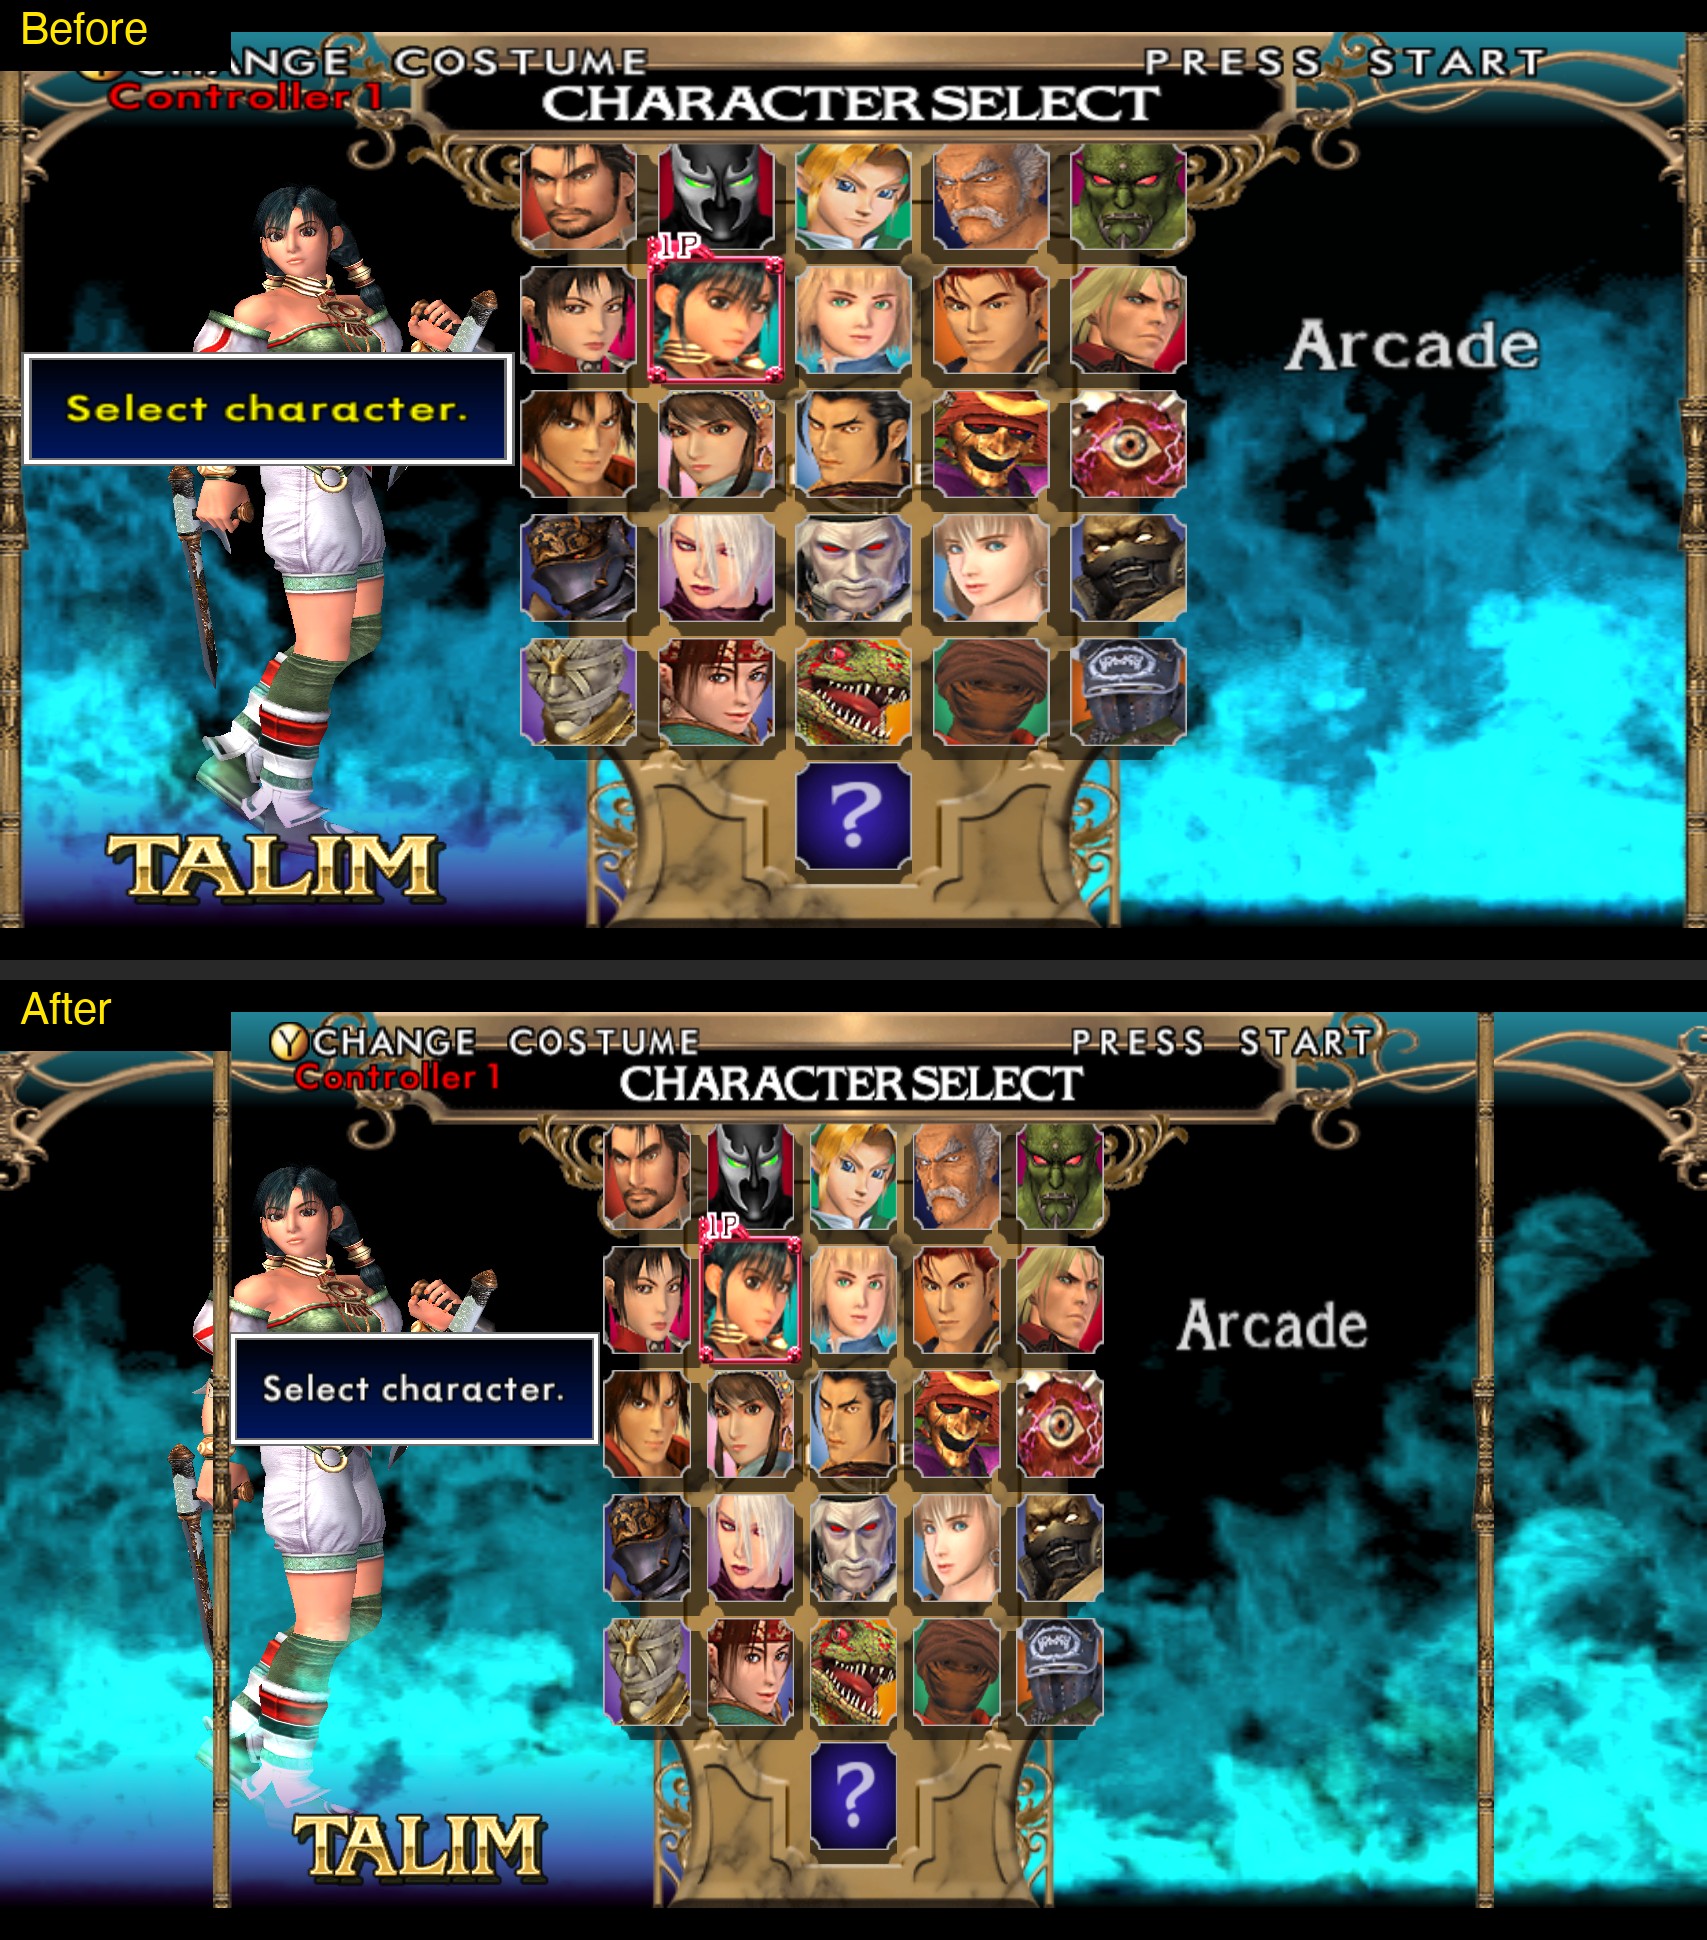 Before
CHANGE COSTUME
PRESS START
Controller 1
CHARACTER SELECT
1P
Arcade
Select character.
?
TALIM
After
Y CHANGE COSTUME
PRESS START
Controller 1
CHARACTER SELECT
1P
Arcade
Select character.
?
TALIM